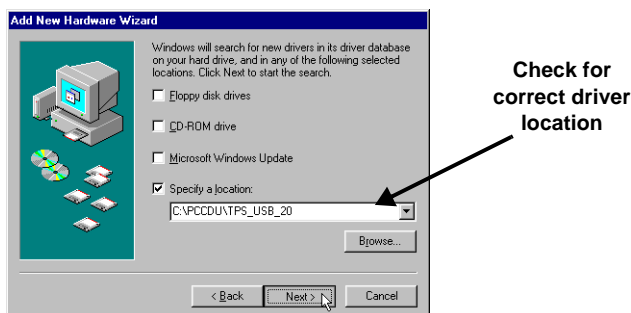 Add New Hardware Wizard
Windows will search for new drivers in its driver database
on your hard drive, and in any of the following selected
locations. Click Next to start the search.
Floppy disk drives
CD-ROM drive
Microsoft Windows Update
Specify a location:
C:\PCCDU\TPS_USB_20
Browse...
< Back Next > Cancel
Check for
correct driver
location